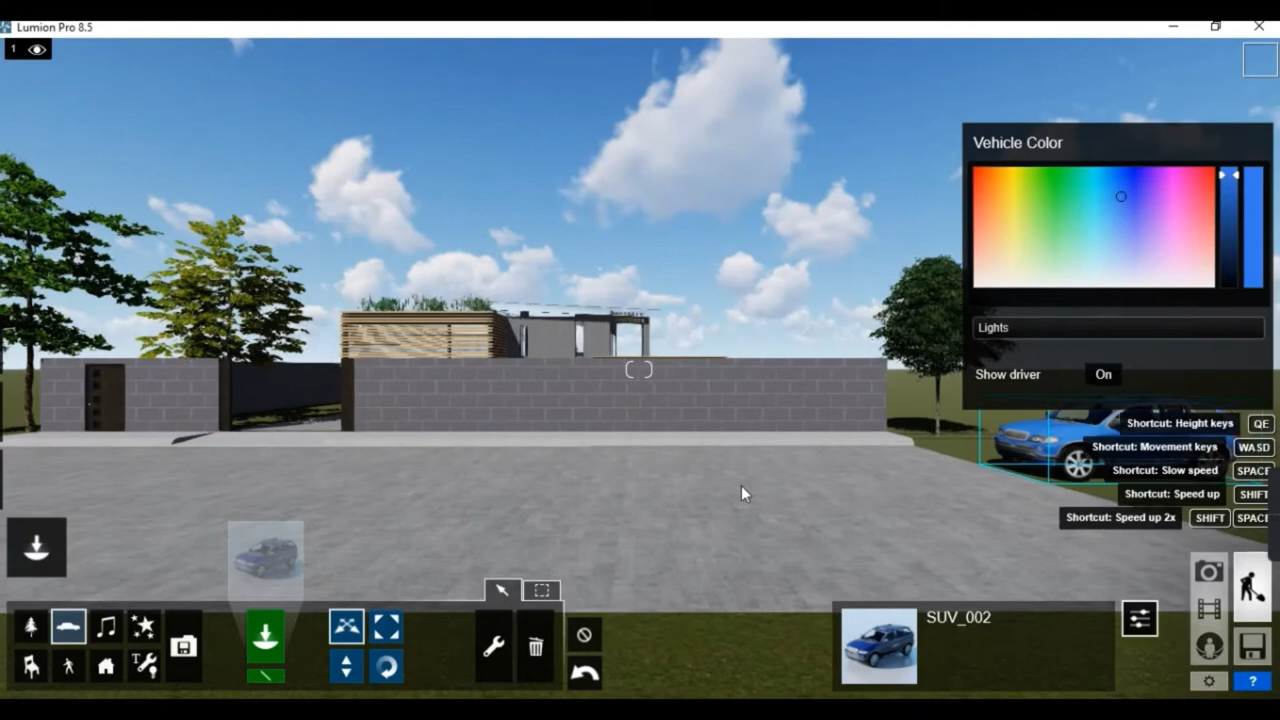 Lumion Pro 8.5
1
Vehicle Color
Lights
Show driver On
Shortcut: Height keys QE
Shortcut: Movement keys WASD
Shortcut: Slow speed SPACE
Shortcut: Speed up SHIFT
Shortcut: Speed up 2x SHIFT SPACE
SUV_002
T
?